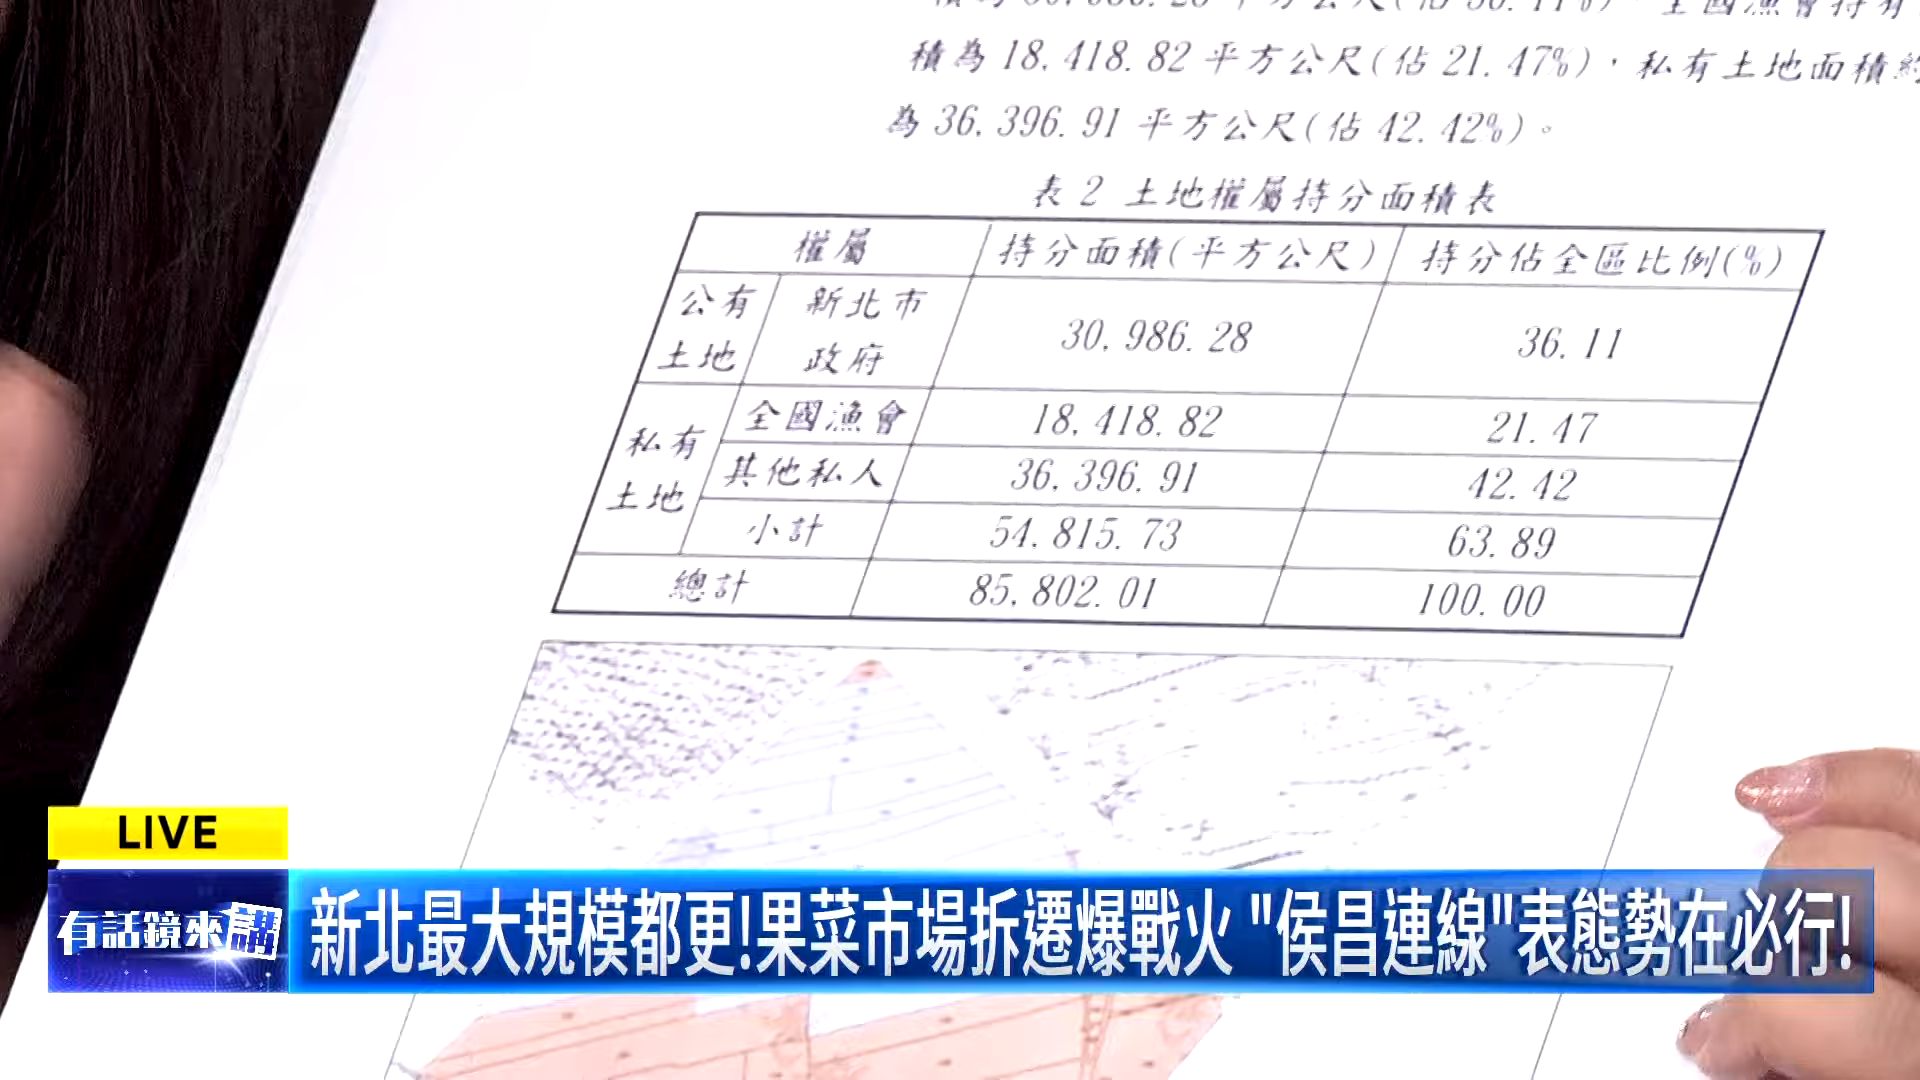 積為 18,418.82 平方公尺(佔 21.47%)，私有土地面積約
為 36,396.91 平方公尺(佔 42.42%)。
表 2 土地權屬持分面積表
權屬 持分面積(平方公尺) 持分佔全區比例(%)
公有土地 新北市政府 30,986.28 36.11
私有土地 全國漁會 18,418.82 21.47
其他私人 36,396.91 42.42
小計 54,815.73 63.89
總計 85,802.01 100.00
LIVE
有話鏡來講
新北最大規模都更!果菜市場拆遷爆戰火 "侯昌連線"表態勢在必行!